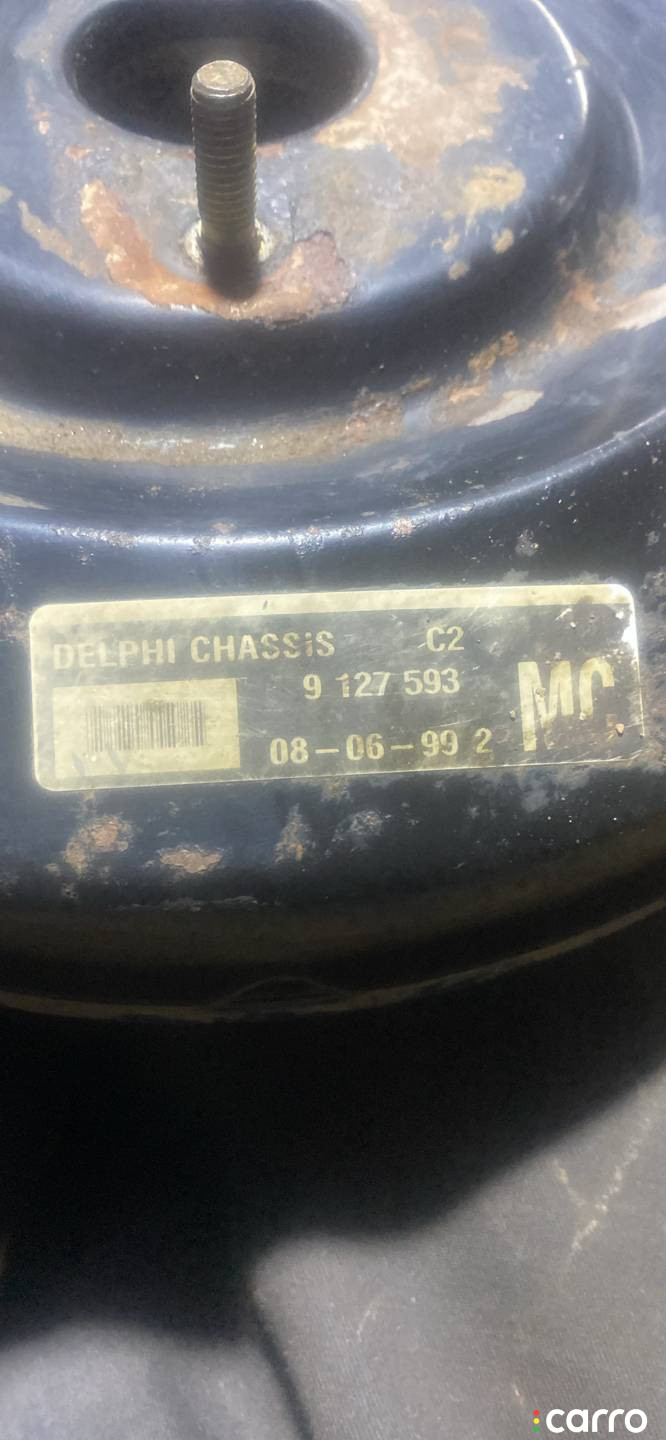 DELPHI CHASSiS C2
9 127 593
08-06-99 2
MC
carro